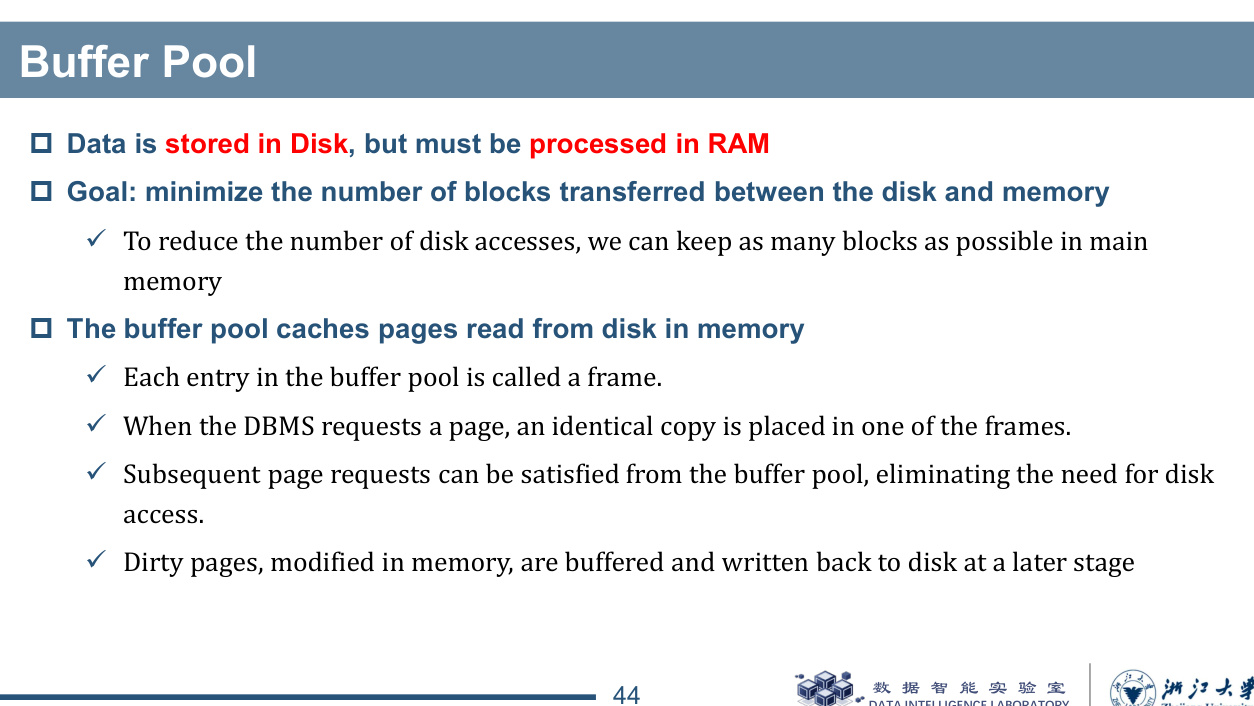 Buffer Pool
Data is stored in Disk, but must be processed in RAM
Goal: minimize the number of blocks transferred between the disk and memory
To reduce the number of disk accesses, we can keep as many blocks as possible in main
memory
The buffer pool caches pages read from disk in memory
Each entry in the buffer pool is called a frame.
When the DBMS requests a page, an identical copy is placed in one of the frames.
Subsequent page requests can be satisfied from the buffer pool, eliminating the need for disk
access.
Dirty pages, modified in memory, are buffered and written back to disk at a later stage
44
数据智能实验室
DATA INTELLIGENCE LABORATORY
浙江大学
Zhejiang University